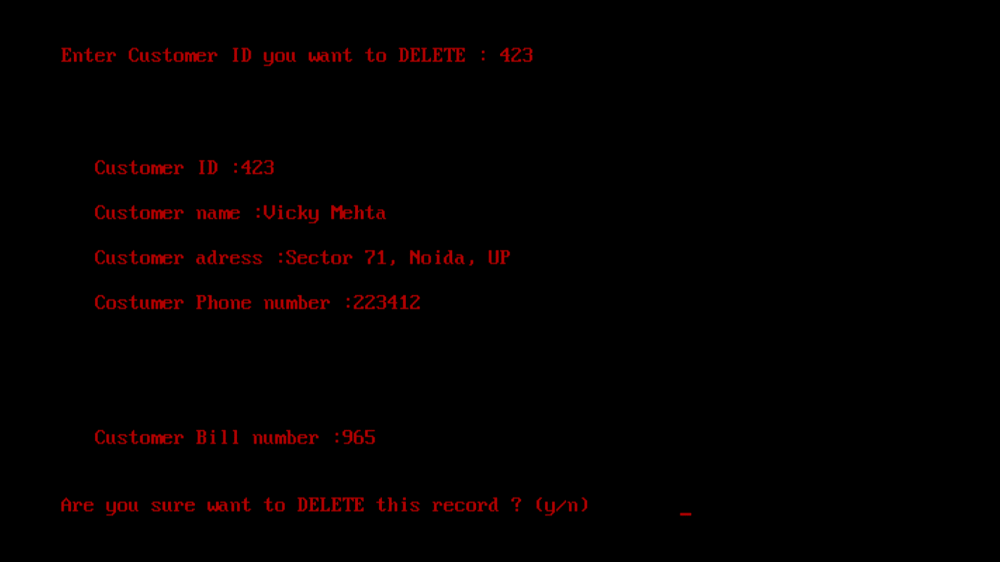 Enter Customer ID you want to DELETE : 423
Customer ID :423
Customer name :Vicky Mehta
Customer adress :Sector 71, Noida, UP
Costumer Phone number :223412
Customer Bill number :965
Are you sure want to DELETE this record ? (y/n)